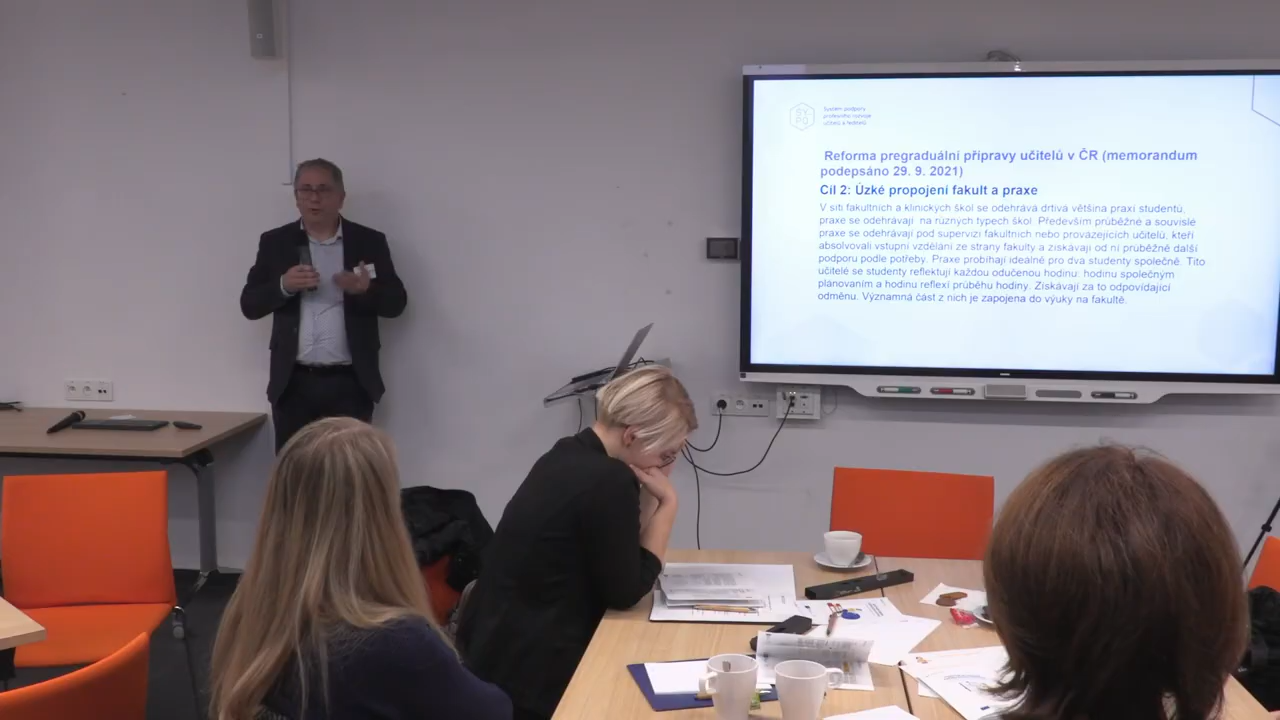 SY
PO
Systém podpory
profesního rozvoje
učitelů a ředitelů
Reforma pregraduální přípravy učitelů v ČR (memorandum
podepsáno 29. 9. 2021)
Cíl 2: Úzké propojení fakult a praxe
V síti fakultních a klinických škol se odehrává drtivá většina praxí studentů,
praxe se odehrávají na různých typech škol. Především průběžné a souvislé
praxe se odehrávají pod supervizí fakultních nebo provázejících učitelů, kteří
absolvovali vstupní vzdělání ze strany fakulty a získávají od ní průběžně další
podporu podle potřeby. Praxe probíhají ideálně pro dva studenty společně. Tito
učitelé se studenty reflektují každou odučenou hodinu: hodinu společným
plánováním a hodinu reflexí průběhu hodiny. Získávají za to odpovídající
odměnu. Významná část z nich je zapojena do výuky na fakultě.